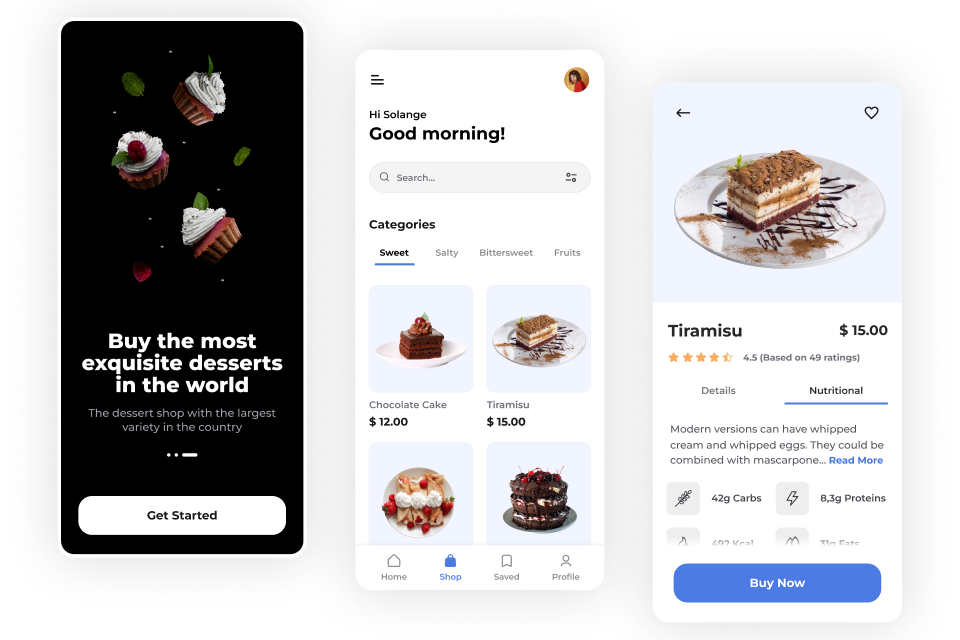 Buy the most
exquisite desserts
in the world
The dessert shop with the largest
variety in the country
Get Started
Hi Solange
Good morning!
Search...
Categories
Sweet Salty Bittersweet Fruits
Chocolate Cake Tiramisu
$ 12.00 $ 15.00
Home Shop Saved Profile
Tiramisu $ 15.00
4.5 (Based on 49 ratings)
Details Nutritional
Modern versions can have whipped
cream and whipped eggs. They could be
combined with mascarpone... Read More
42g Carbs 8,3g Proteins
492 Kcal 31g Fats
Buy Now